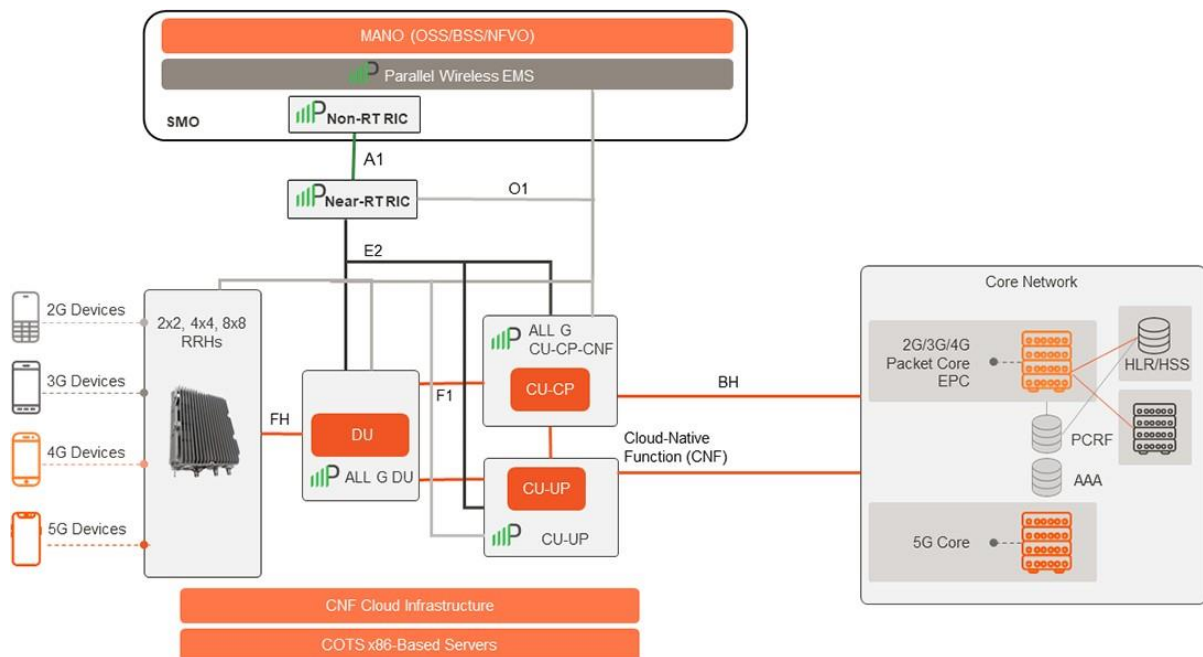 MANO (OSS/BSS/NFVO)
Parallel Wireless EMS
Non-RT RIC
SMO
A1
Near-RT RIC
O1
E2
2G Devices
3G Devices
4G Devices
5G Devices
2x2, 4x4, 8x8
RRHs
FH
DU
ALL G DU
F1
ALL G
CU-CP-CNF
CU-CP
CU-UP
CU-UP
BH
Cloud-Native
Function (CNF)
Core Network
2G/3G/4G
Packet Core
EPC
HLR/HSS
PCRF
AAA
5G Core
CNF Cloud Infrastructure
COTS x86-Based Servers